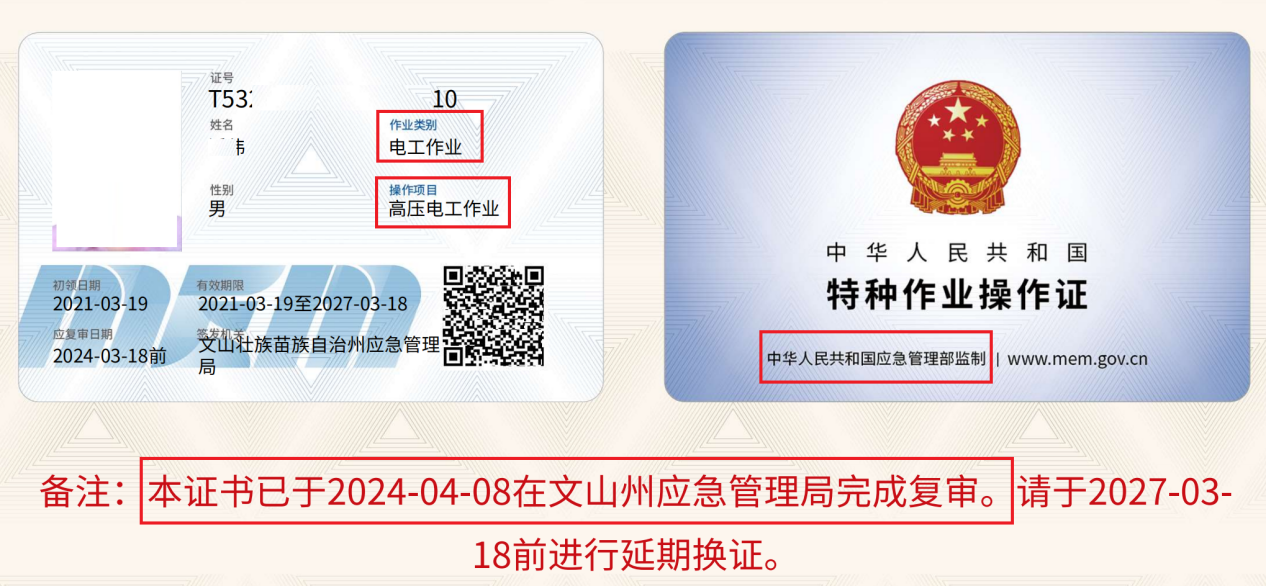 证号
T532
10
姓名
伟
作业类别
电工作业
性别
男
操作项目
高压电工作业
初领日期
2021-03-19
有效期限
2021-03-19至2027-03-18
应复审日期
2024-03-18前
签发机关
文山壮族苗族自治州应急管理
局
中华人民共和国
特种作业操作证
中华人民共和国应急管理部监制 | www.mem.gov.cn
备注：本证书已于2024-04-08在文山州应急管理局完成复审。请于2027-03-
18前进行延期换证。